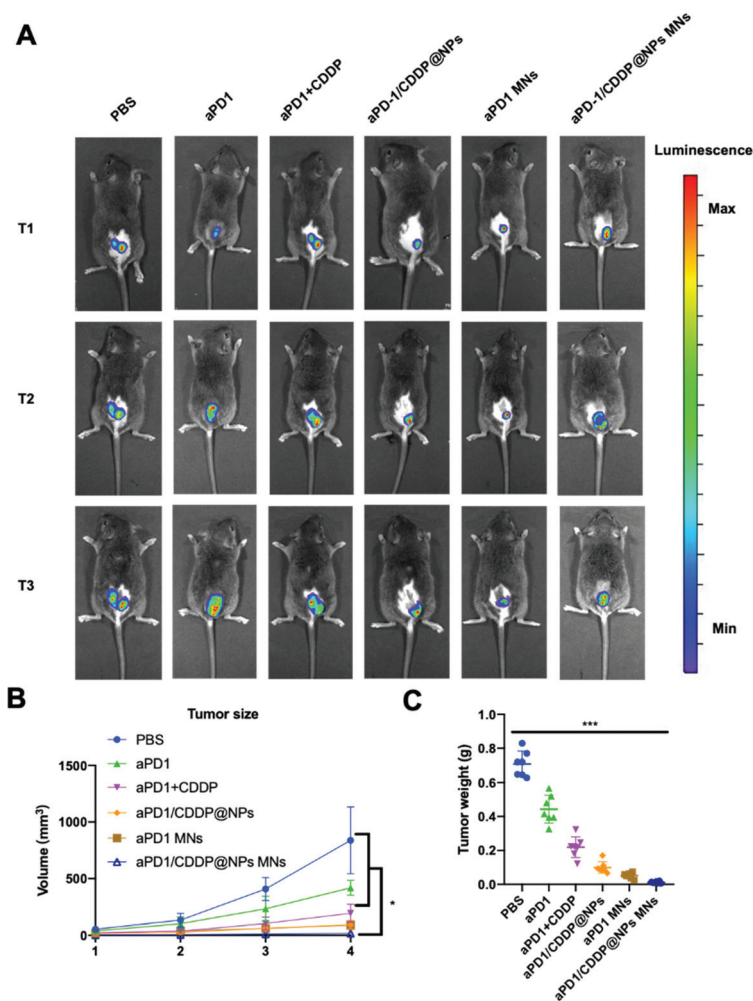 A
PBS
aPD1
aPD1+CDDP
aPD-1/CDDP@NPs
aPD1 MNs
aPD-1/CDDP@NPs MNs
Luminescence
Max
Min
T1
T2
T3
B
Tumor size
PBS
aPD1
aPD1+CDDP
aPD1/CDDP@NPs
aPD1 MNs
aPD1/CDDP@NPs MNs
Volume (mm³)
1500
1000
500
0
1 2 3 4
*
C
***
Tumor weight (g)
1.0
0.8
0.6
0.4
0.2
0.0
PBS
aPD1
aPD1+CDDP
aPD1/CDDP@NPs
aPD1 MNs
aPD1/CDDP@NPs MNs